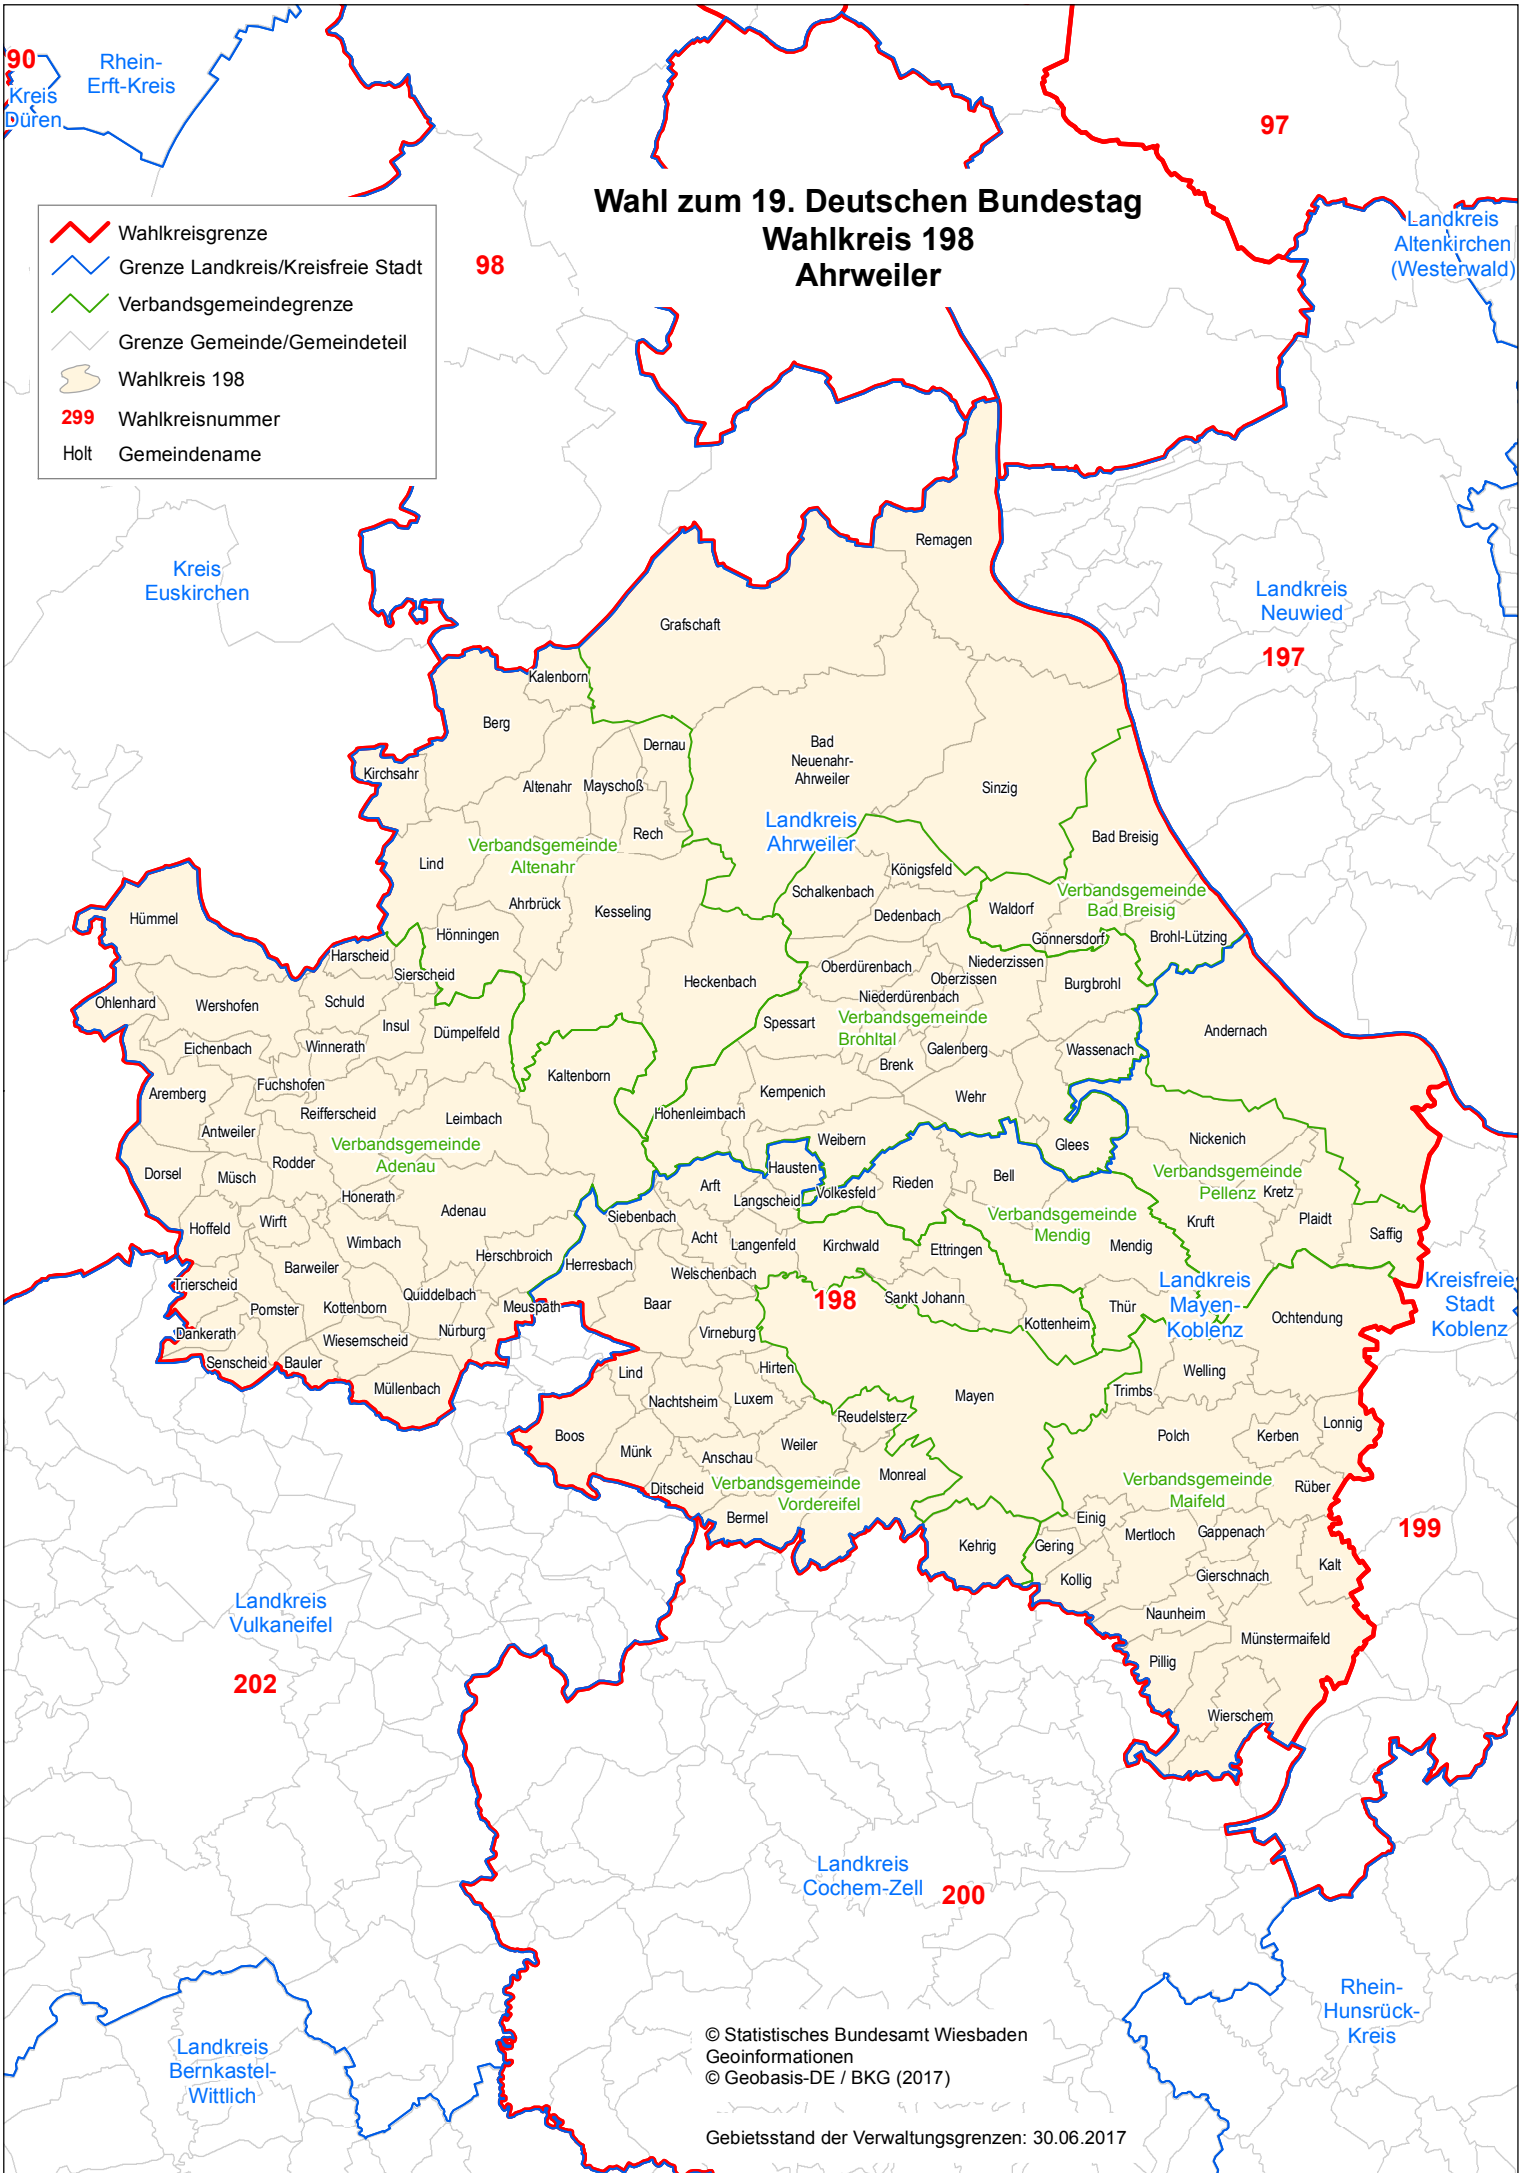 90
Rhein-
Erft-Kreis
Kreis
Düren
97
Wahl zum 19. Deutschen Bundestag
Wahlkreis 198
Ahrweiler
Landkreis
Altenkirchen
(Westerwald)
Wahlkreisgrenze
Grenze Landkreis/Kreisfreie Stadt
Verbandsgemeindegrenze
Grenze Gemeinde/Gemeindeteil
Wahlkreis 198
299 Wahlkreisnummer
Holt Gemeindename
98
Kreis
Euskirchen
Landkreis
Neuwied
197
Remagen
Grafschaft
Kalenborn
Berg
Dernau
Bad
Neuenahr-
Ahrweiler
Kirchsahr
Altenahr
Mayschoß
Sinzig
Rech
Landkreis
Ahrweiler
Bad Breisig
Verbandsgemeinde
Altenahr
Lind
Königsfeld
Schalkenbach
Verbandsgemeinde
Bad Breisig
Ahrbrück
Kesseling
Dedenbach
Waldorf
Hümmel
Hönningen
Gönnersdorf
Brohl-Lützing
Harscheid
Sierscheid
Heckenbach
Oberdürenbach
Niederzissen
Oberzissen
Burgbrohl
Ohlenhard
Wershofen
Schuld
Niederdürenbach
Insul
Dümpelfeld
Spessart
Verbandsgemeinde
Brohltal
Andernach
Eichenbach
Winnerath
Galenberg
Wassenach
Brenk
Kaltenborn
Aremberg
Fuchshofen
Kempenich
Wehr
Reifferscheid
Leimbach
Hohenleimbach
Antweiler
Verbandsgemeinde
Adenau
Weibern
Glees
Nickenich
Dorsel
Müsch
Rodder
Hausten
Verbandsgemeinde
Pellenz
Honerath
Arft
Langscheid
Volkesfeld
Rieden
Bell
Kretz
Hoffeld
Wirft
Adenau
Siebenbach
Verbandsgemeinde
Mendig
Kruft
Plaidt
Saffig
Wimbach
Acht
Langenfeld
Kirchwald
Ettringen
Mendig
Barweiler
Herschbroich
Herresbach
Welschenbach
Trierscheid
Quiddelbach
198
Sankt Johann
Landkreis
Mayen-
Koblenz
Kreisfreie
Stadt
Koblenz
Pomster
Kottenborn
Meuspath
Baar
Thür
Ochtendung
Dankerath
Wiesemscheid
Nürburg
Virneburg
Kottenheim
Senscheid
Bauler
Hirten
Welling
Müllenbach
Lind
Nachtsheim
Luxem
Mayen
Trimbs
Reudelsterz
Lonnig
Boos
Münk
Anschau
Weiler
Polch
Kerben
Ditscheid
Verbandsgemeinde
Vordereifel
Monreal
Verbandsgemeinde
Maifeld
Rüber
Bermel
Einig
Mertloch
Gappenach
199
Kehrig
Gering
Kollig
Gierschnach
Kalt
Landkreis
Vulkaneifel
Naunheim
Münstermaifeld
202
Pillig
Wierschem
Landkreis
Cochem-Zell
200
Rhein-
Hunsrück-
Kreis
Landkreis
Bernkastel-
Wittlich
© Statistisches Bundesamt Wiesbaden
Geoinformationen
© Geobasis-DE / BKG (2017)
Gebietsstand der Verwaltungsgrenzen: 30.06.2017